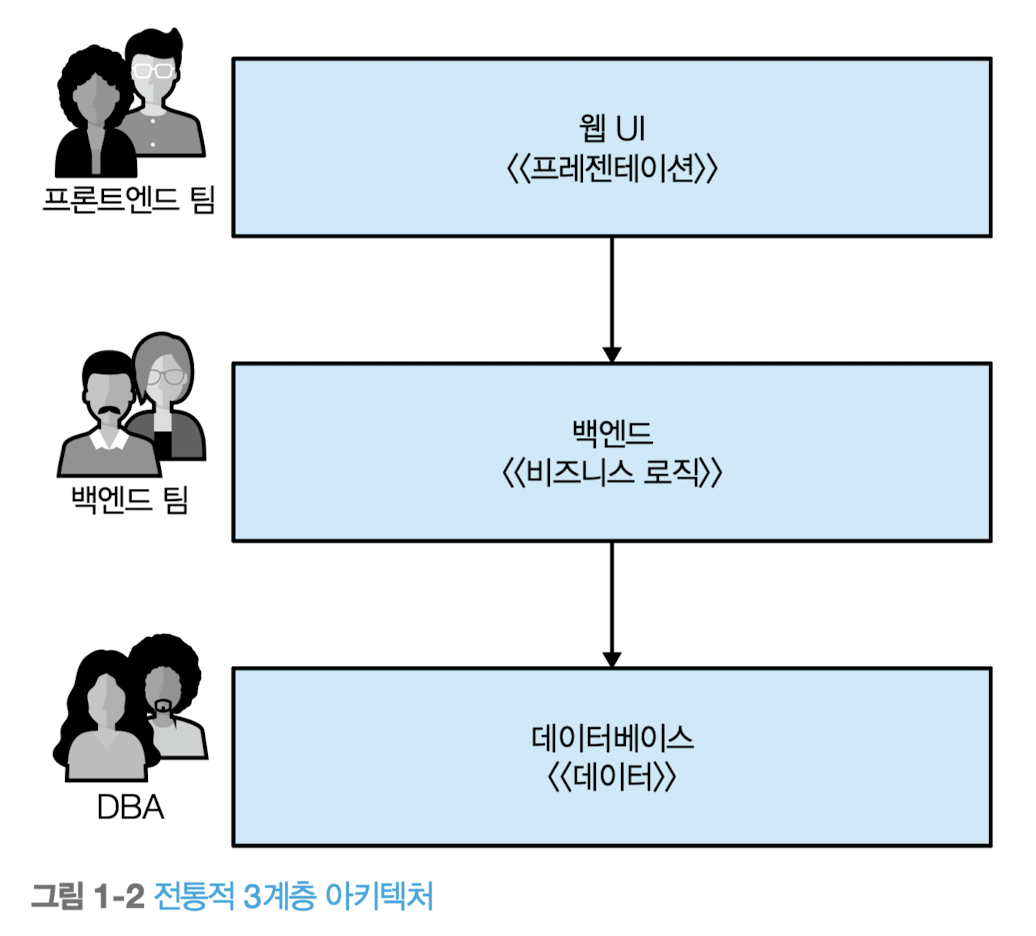 웹 UI
《프레젠테이션》
프론트엔드 팀
백엔드
《비즈니스 로직》
백엔드 팀
데이터베이스
《데이터》
DBA
그림 1-2 전통적 3계층 아키텍처